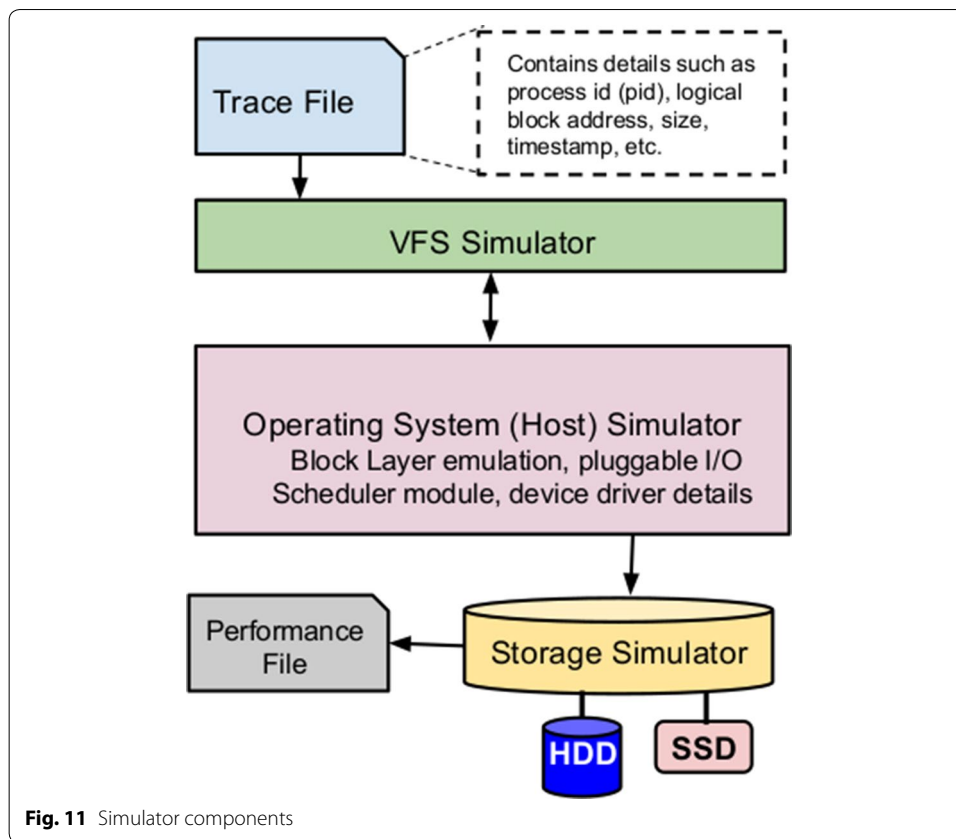 Trace File
Contains details such as
process id (pid), logical
block address, size,
timestamp, etc.
VFS Simulator
Operating System (Host) Simulator
Block Layer emulation, pluggable I/O
Scheduler module, device driver details
Performance
File
Storage Simulator
HDD
SSD
Fig. 11 Simulator components